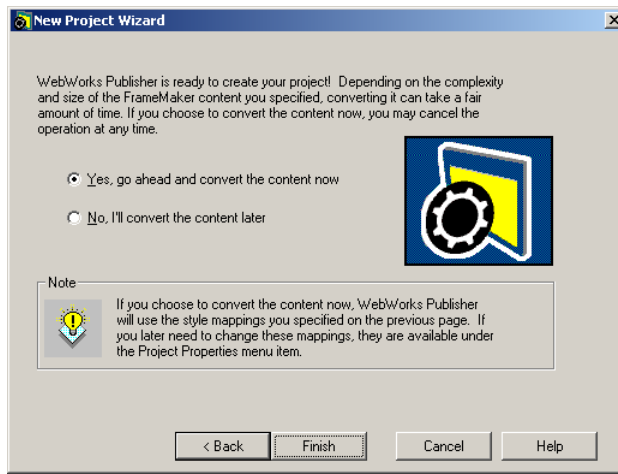 New Project Wizard
WebWorks Publisher is ready to create your project! Depending on the complexity
and size of the FrameMaker content you specified, converting it can take a fair
amount of time. If you choose to convert the content now, you may cancel the
operation at any time.
Yes, go ahead and convert the content now
No, I'll convert the content later
Note
If you choose to convert the content now, WebWorks Publisher
will use the style mappings you specified on the previous page. If
you later need to change these mappings, they are available under
the Project Properties menu item.
< Back
Finish
Cancel
Help